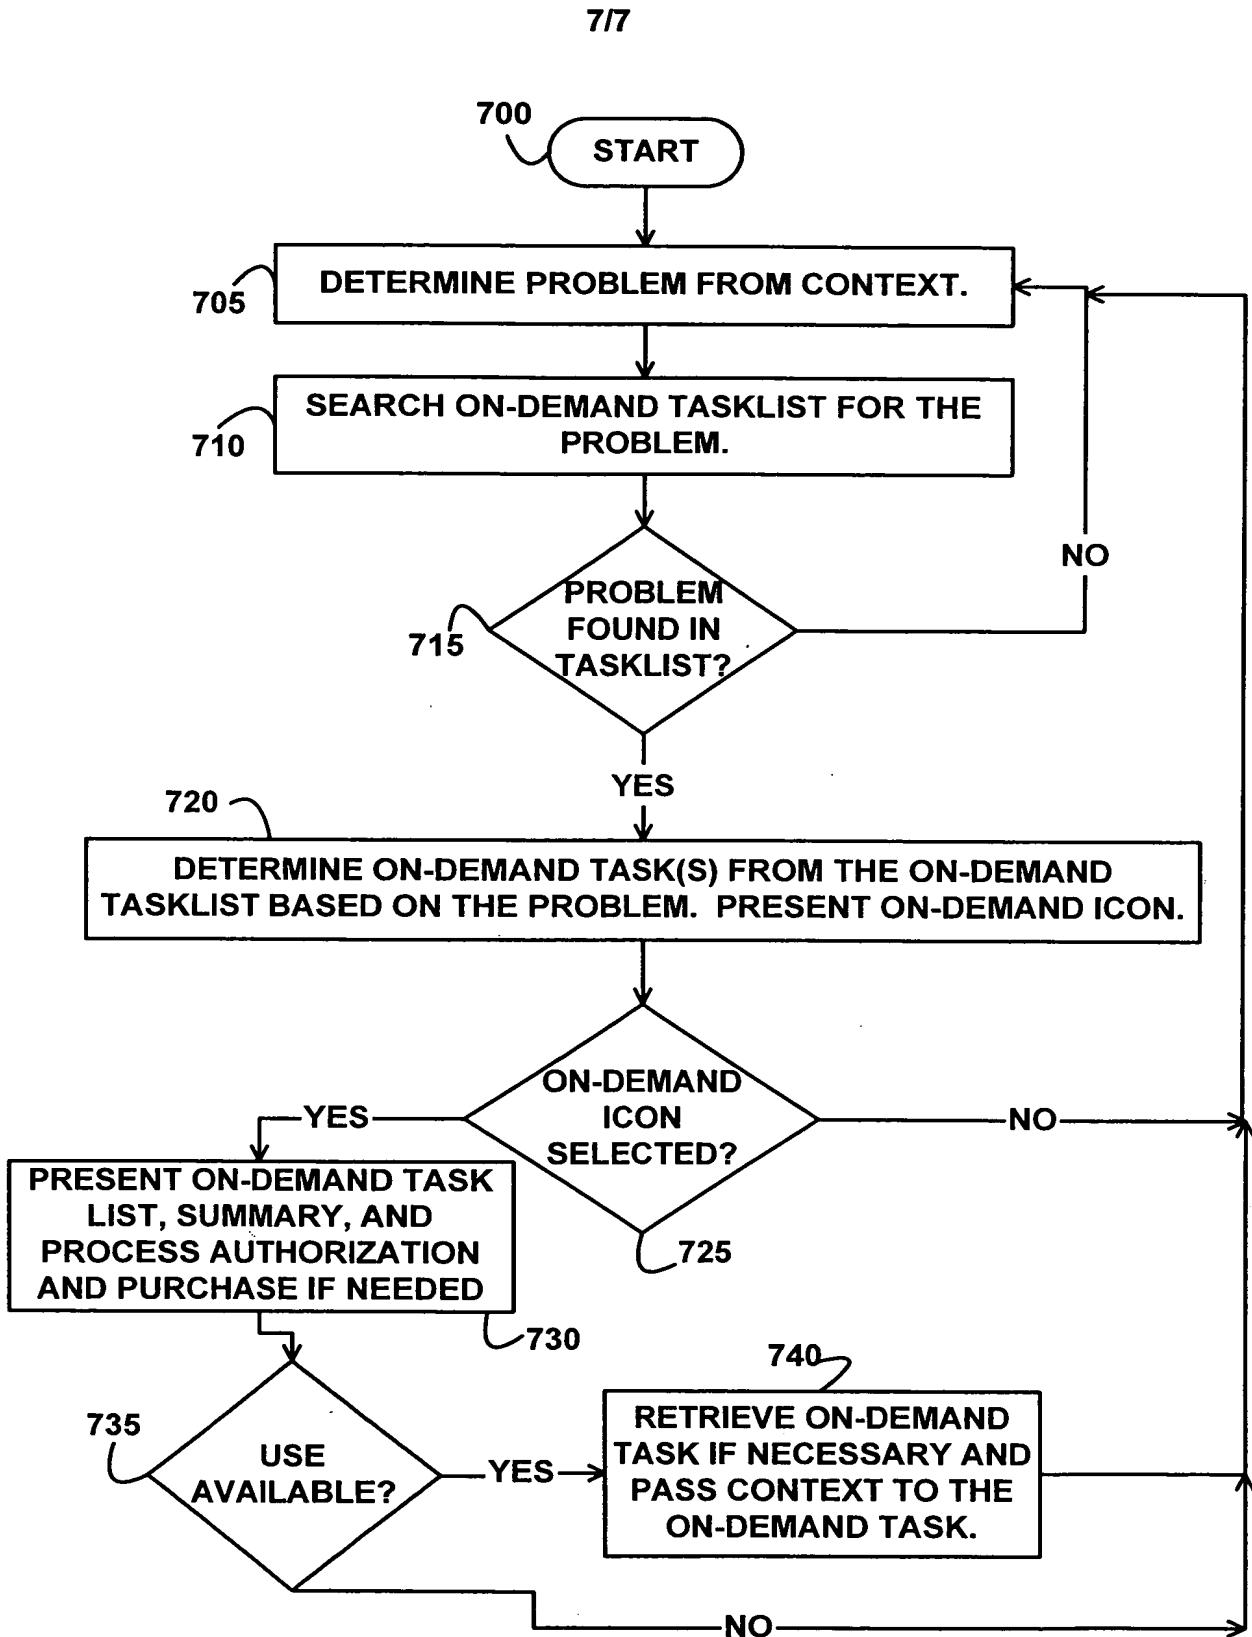 7/7
700
START
DETERMINE PROBLEM FROM CONTEXT.
705
SEARCH ON-DEMAND TASKLIST FOR THE
PROBLEM.
710
NO
PROBLEM
FOUND IN
TASKLIST?
715
YES
720
DETERMINE ON-DEMAND TASK(S) FROM THE ON-DEMAND
TASKLIST BASED ON THE PROBLEM. PRESENT ON-DEMAND ICON.
ON-DEMAND
ICON
SELECTED?
YES
NO
725
PRESENT ON-DEMAND TASK
LIST, SUMMARY, AND
PROCESS AUTHORIZATION
AND PURCHASE IF NEEDED
730
740
735
USE
AVAILABLE?
YES
RETRIEVE ON-DEMAND
TASK IF NECESSARY AND
PASS CONTEXT TO THE
ON-DEMAND TASK.
NO